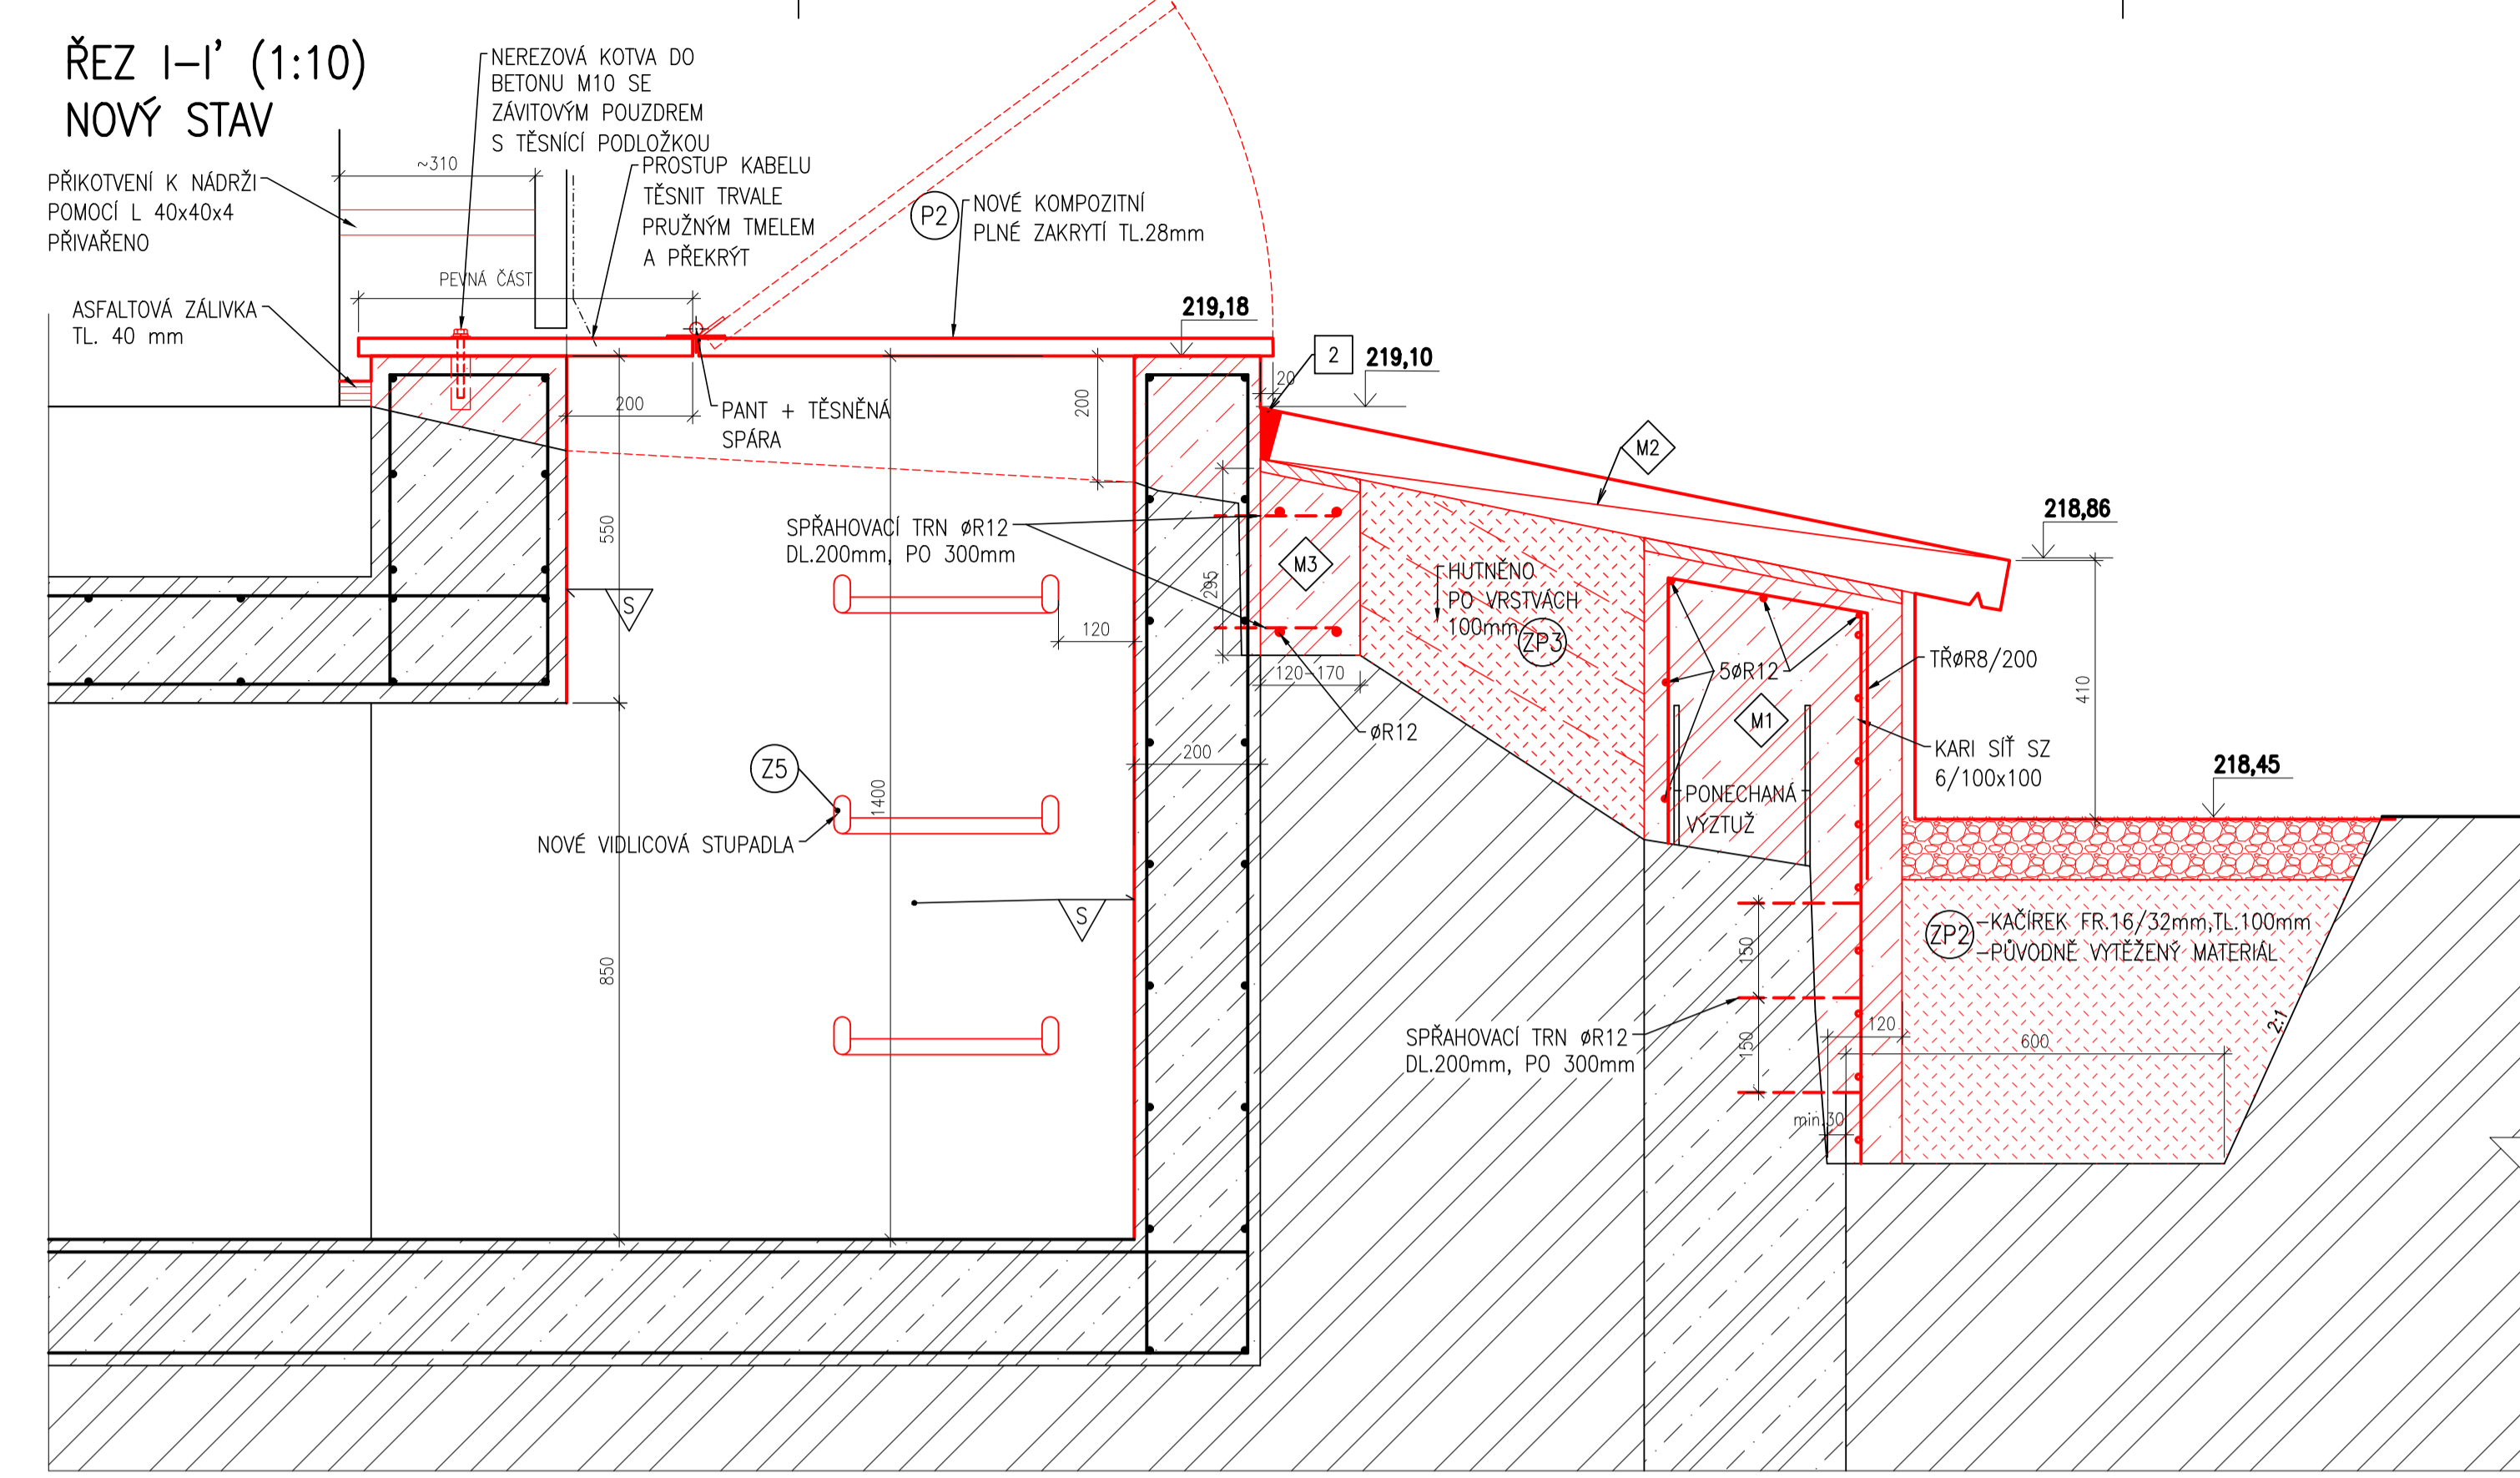 ŘEZ I–I' (1:10)
NOVÝ STAV
NEREZOVÁ KOTVA DO
BETONU M10 SE
ZÁVITOVÝM POUZDREM
S TĚSNÍCÍ PODLOŽKOU
PŘIKOTVENÍ K NÁDRŽI
POMOCÍ L 40x40x4
PŘIVAŘENO
~310
PROSTUP KABELU
TĚSNIT TRVALE
PRUŽNÝM TMELEM
A PŘEKRÝT
P2
NOVÉ KOMPOZITNÍ
PLNÉ ZAKRYTÍ TL.28mm
PEVNÁ ČÁST
ASFALTOVÁ ZÁLIVKA
TL. 40 mm
219,18
2
219,10
20
200
200
PANT + TĚSNĚNÁ
SPÁRA
M2
218,86
550
SPŘAHOVACÍ TRN øR12
DL.200mm, PO 300mm
295
M3
HUTNĚNO
PO VRSTVÁCH
100mm
ZP3
S
120
120–170
5øR12
TŘøR8/200
410
M1
øR12
KARI SÍŤ SZ
6/100x100
200
218,45
Z5
1400
PONECHANÁ
VÝZTUŽ
NOVÉ VIDLICOVÁ STUPADLA
S
ZP2
–KAČÍREK FR.16/32mm,TL.100mm
–PŮVODNĚ VYTĚŽENÝ MATERIÁL
850
150
SPŘAHOVACÍ TRN øR12
DL.200mm, PO 300mm
150
120
600
2:1
min.30